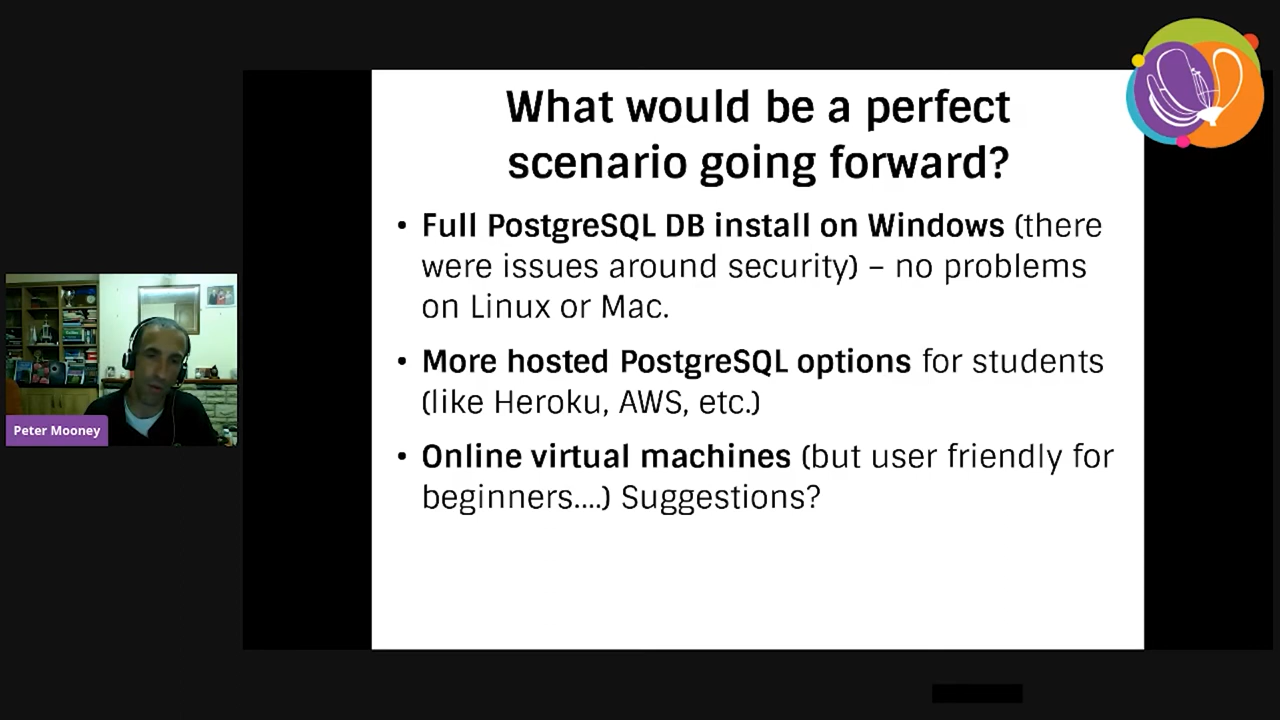 What would be a perfect
scenario going forward?
• Full PostgreSQL DB install on Windows (there
were issues around security) – no problems
on Linux or Mac.
• More hosted PostgreSQL options for students
(like Heroku, AWS, etc.)
• Online virtual machines (but user friendly for
beginners....) Suggestions?
Peter Mooney